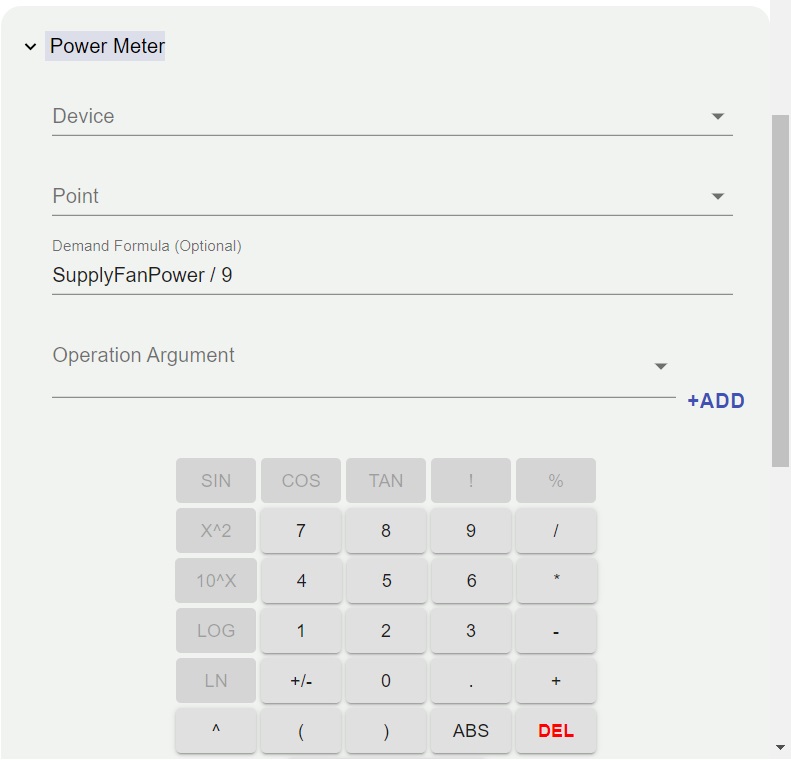 Power Meter
Device
Point
Demand Formula (Optional)
SupplyFanPower / 9
Operation Argument
+ADD
SIN COS TAN ! %
X^2 7 8 9 /
10^X 4 5 6 *
LOG 1 2 3 -
LN +/- 0 . +
^ ( ) ABS DEL